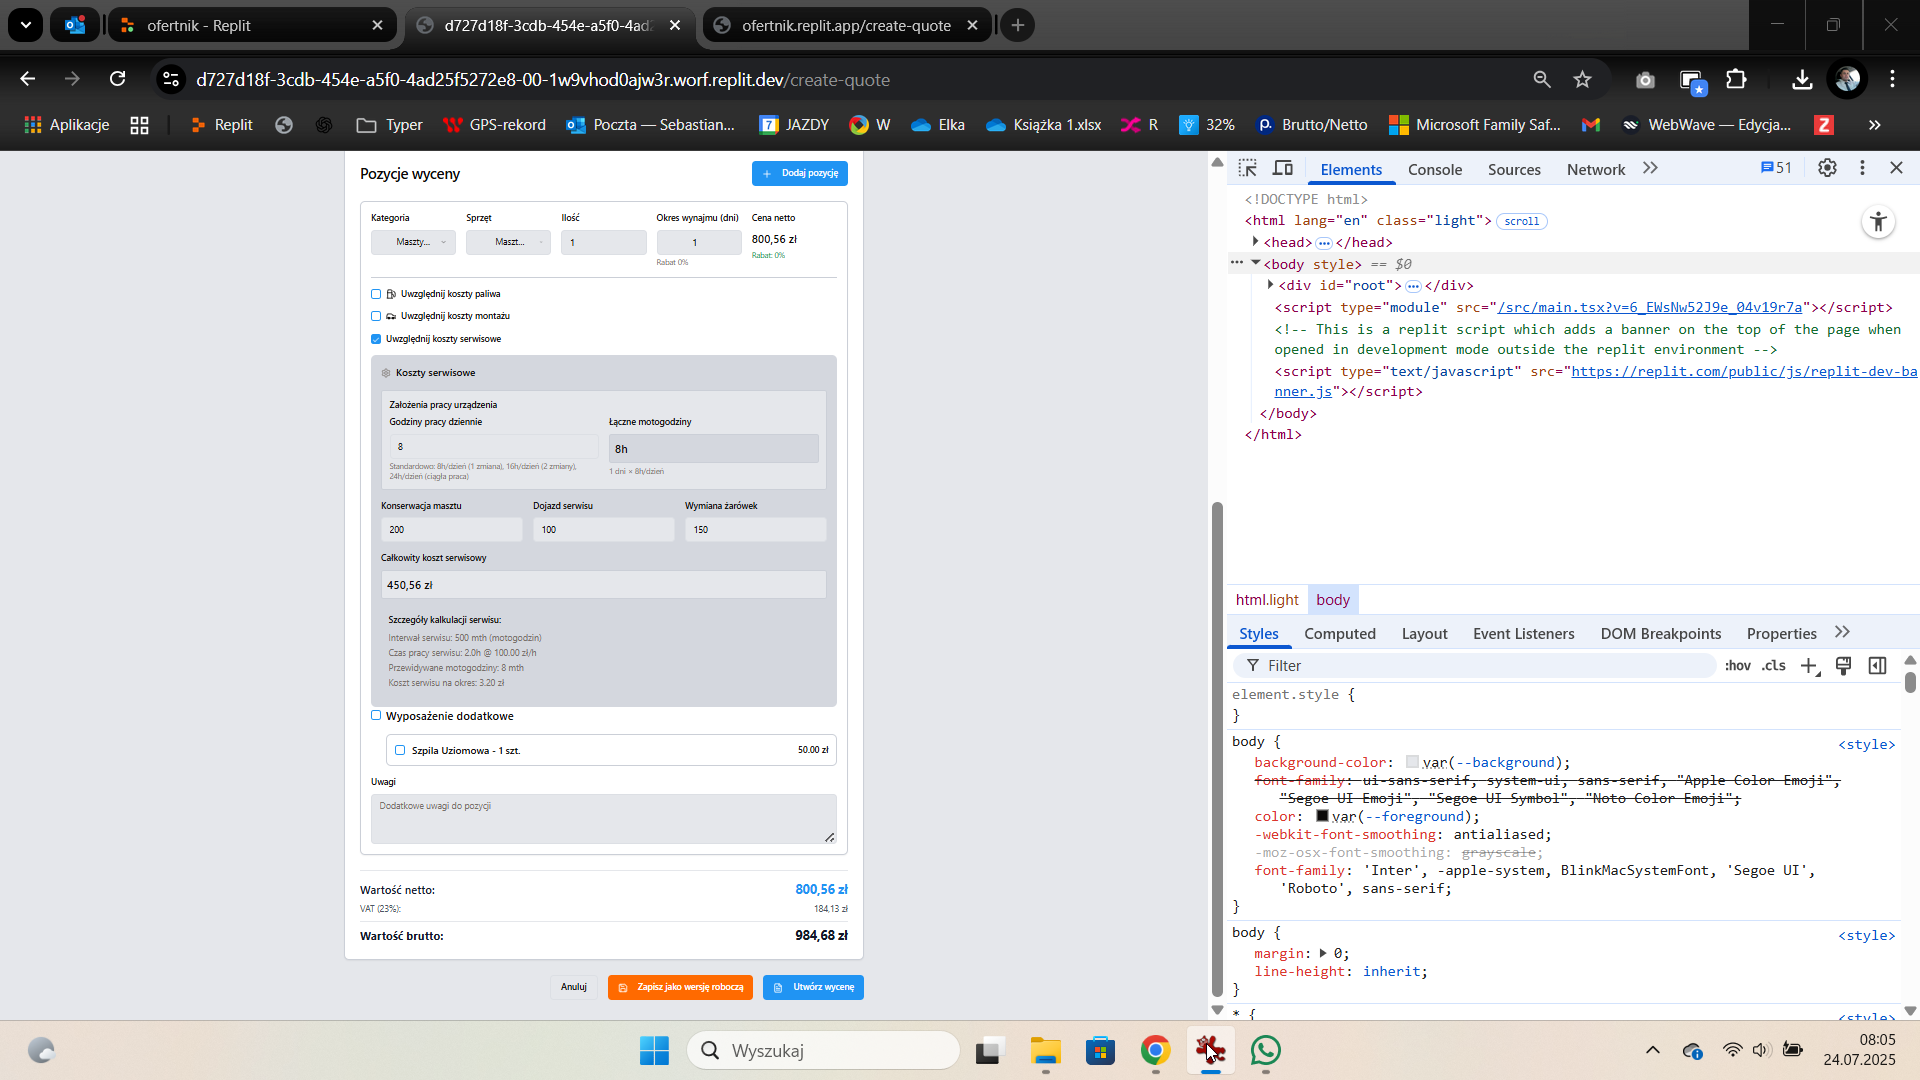 ofertnik - Replit
d727d18f-3cdb-454e-a5f0-4ad2
ofertnik.replit.app/create-quote
d727d18f-3cdb-454e-a5f0-4ad25f5272e8-00-1w9vhod0ajw3r.worf.replit.dev/create-quote
Aplikacje
Replit
Typer
GPS-rekord
Poczta — Sebastian...
7 JAZDY
W
Elka
Książka 1.xlsx
R
32%
Brutto/Netto
Microsoft Family Saf...
WebWave — Edycja...
Z
Pozycje wyceny
+ Dodaj pozycję
Kategoria Sprzęt Ilość Okres wynajmu (dni) Cena netto
Maszty... Maszt... 1 1 800,56 zł
Rabat 0% Rabat: 0%
Uwzględnij koszty paliwa
Uwzględnij koszty montażu
Uwzględnij koszty serwisowe
Koszty serwisowe
Założenia pracy urządzenia
Godziny pracy dziennie Łączne motogodziny
8 8h
Standardowo: 8h/dzień (1 zmiana), 16h/dzień (2 zmiany), 1 dni × 8h/dzień
24h/dzień (ciągła praca)
Konserwacja masztu Dojazd serwisu Wymiana żarówek
200 100 150
Całkowity koszt serwisowy
450,56 zł
Szczegóły kalkulacji serwisu:
Interwał serwisu: 500 mth (motogodzin)
Czas pracy serwisu: 2.0h @ 100.00 zł/h
Przewidywane motogodziny: 8 mth
Koszt serwisu na okres: 3.20 zł
Wyposażenie dodatkowe
Szpila Uziomowa - 1 szt. 50.00 zł
Uwagi
Dodatkowe uwagi do pozycji
Wartość netto: 800,56 zł
VAT (23%): 184,13 zł
Wartość brutto: 984,68 zł
Anuluj Zapisz jako wersję roboczą Utwórz wycenę
Elements Console Sources Network 51
<!DOCTYPE html>
<html lang="en" class="light"> scroll
<head> ••• </head>
••• <body style> == $0
<div id="root"> ••• </div>
<script type="module" src="/src/main.tsx?v=6_EWsNw52J9e_04v19r7a"></script>
<!-- This is a replit script which adds a banner on the top of the page when
opened in development mode outside the replit environment -->
<script type="text/javascript" src="https://replit.com/public/js/replit-dev-ba
nner.js"></script>
</body>
</html>
html.light body
Styles Computed Layout Event Listeners DOM Breakpoints Properties
Filter :hov .cls
element.style {
}
body { <style>
background-color: var(--background);
font-family: ui-sans-serif, system-ui, sans-serif, "Apple Color Emoji",
"Segoe UI Emoji", "Segoe UI Symbol", "Noto Color Emoji";
color: var(--foreground);
-webkit-font-smoothing: antialiased;
-moz-osx-font-smoothing: grayscale;
font-family: 'Inter', -apple-system, BlinkMacSystemFont, 'Segoe UI',
'Roboto', sans-serif;
}
body { <style>
margin: 0;
line-height: inherit;
}
* { <style>
Wyszukaj
08:05
24.07.2025